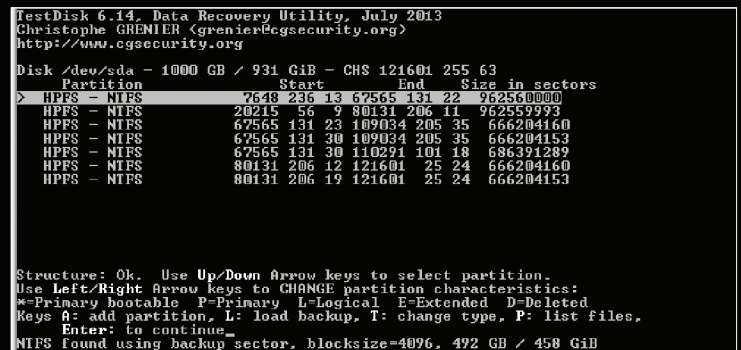 TestDisk 6.14, Data Recovery Utility, July 2013
Christophe GRENIER <grenier@cgsecurity.org>
http://www.cgsecurity.org
Disk /dev/sda - 1000 GB / 931 GiB - CHS 121601 255 63
Partition Start End Size in sectors
> HPFS - NTFS 7648 236 13 67565 131 22 962560000
HPFS - NTFS 20215 56 9 80131 206 11 962559993
HPFS - NTFS 67565 131 23 109034 205 35 666204160
HPFS - NTFS 67565 131 30 109034 205 35 666204153
HPFS - NTFS 67565 131 30 110291 101 18 686391289
HPFS - NTFS 80131 206 12 121601 25 24 666204160
HPFS - NTFS 80131 206 19 121601 25 24 666204153
Structure: Ok. Use Up/Down Arrow keys to select partition.
Use Left/Right Arrow keys to CHANGE partition characteristics:
*=Primary bootable P=Primary L=Logical E=Extended D=Deleted
Keys A: add partition, L: load backup, T: change type, P: list files,
Enter: to continue_
NTFS found using backup sector, blocksize=4096, 492 GB / 458 GiB